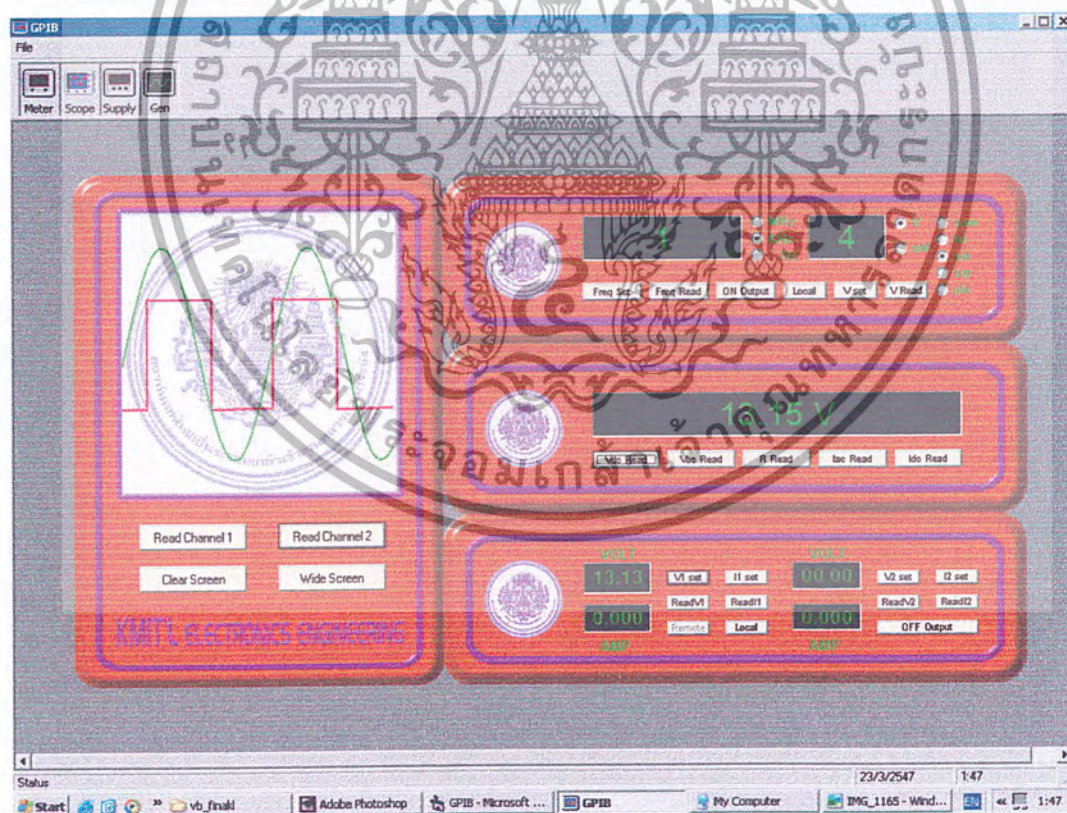 GPIB
File
Meter Scope Supply Gen
1
4
V
Freq Set Freq Read ON Output Local V set V Read
13.15 V
Vdc Read Vac Read R Read Iac Read Idc Read
Read Channel 1 Read Channel 2
Clear Screen Wide Screen
KMIT'L ELECTRONICS ENGINEERING
VOLT VOLT
13.13 V1 set I1 set 00.00 V2 set I2 set
ReadV1 ReadI1 ReadV2 ReadI2
0.000 Remote Local 0.000 OFF Output
AMP. AMP.
Status 23/3/2547 1:47
Start vb_finakl Adobe Photoshop GPIB - Microsoft ... GPIB My Computer IMG_1165 - Wind... EN 1:47